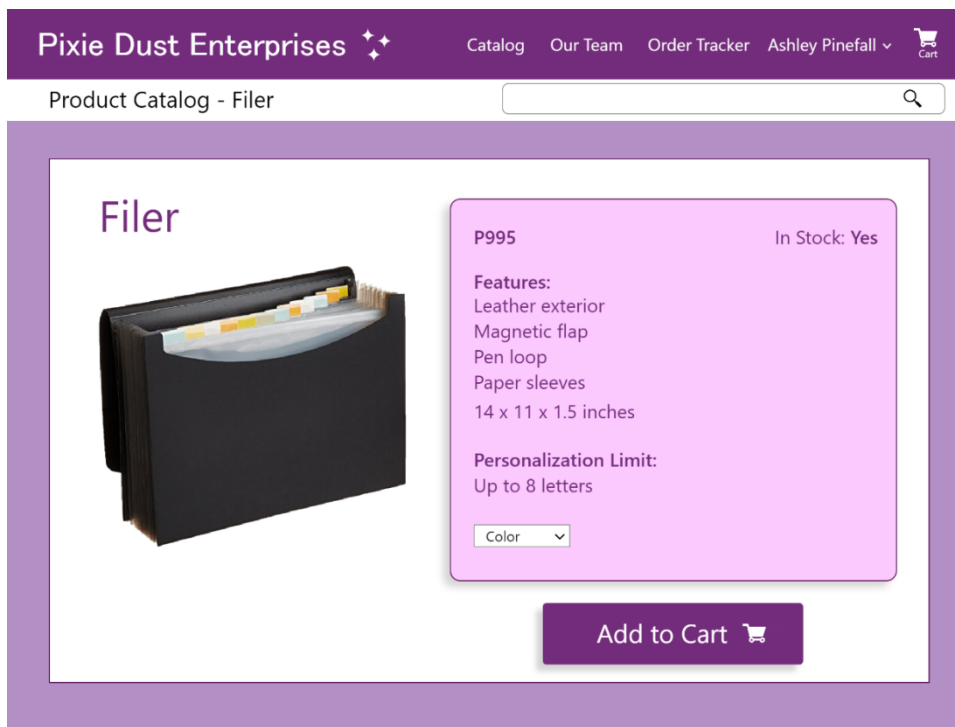 Pixie Dust Enterprises
Catalog Our Team Order Tracker Ashley Pinefall Cart
Product Catalog - Filer
Filer
P995 In Stock: Yes
Features:
Leather exterior
Magnetic flap
Pen loop
Paper sleeves
14 x 11 x 1.5 inches
Personalization Limit:
Up to 8 letters
Color
Add to Cart